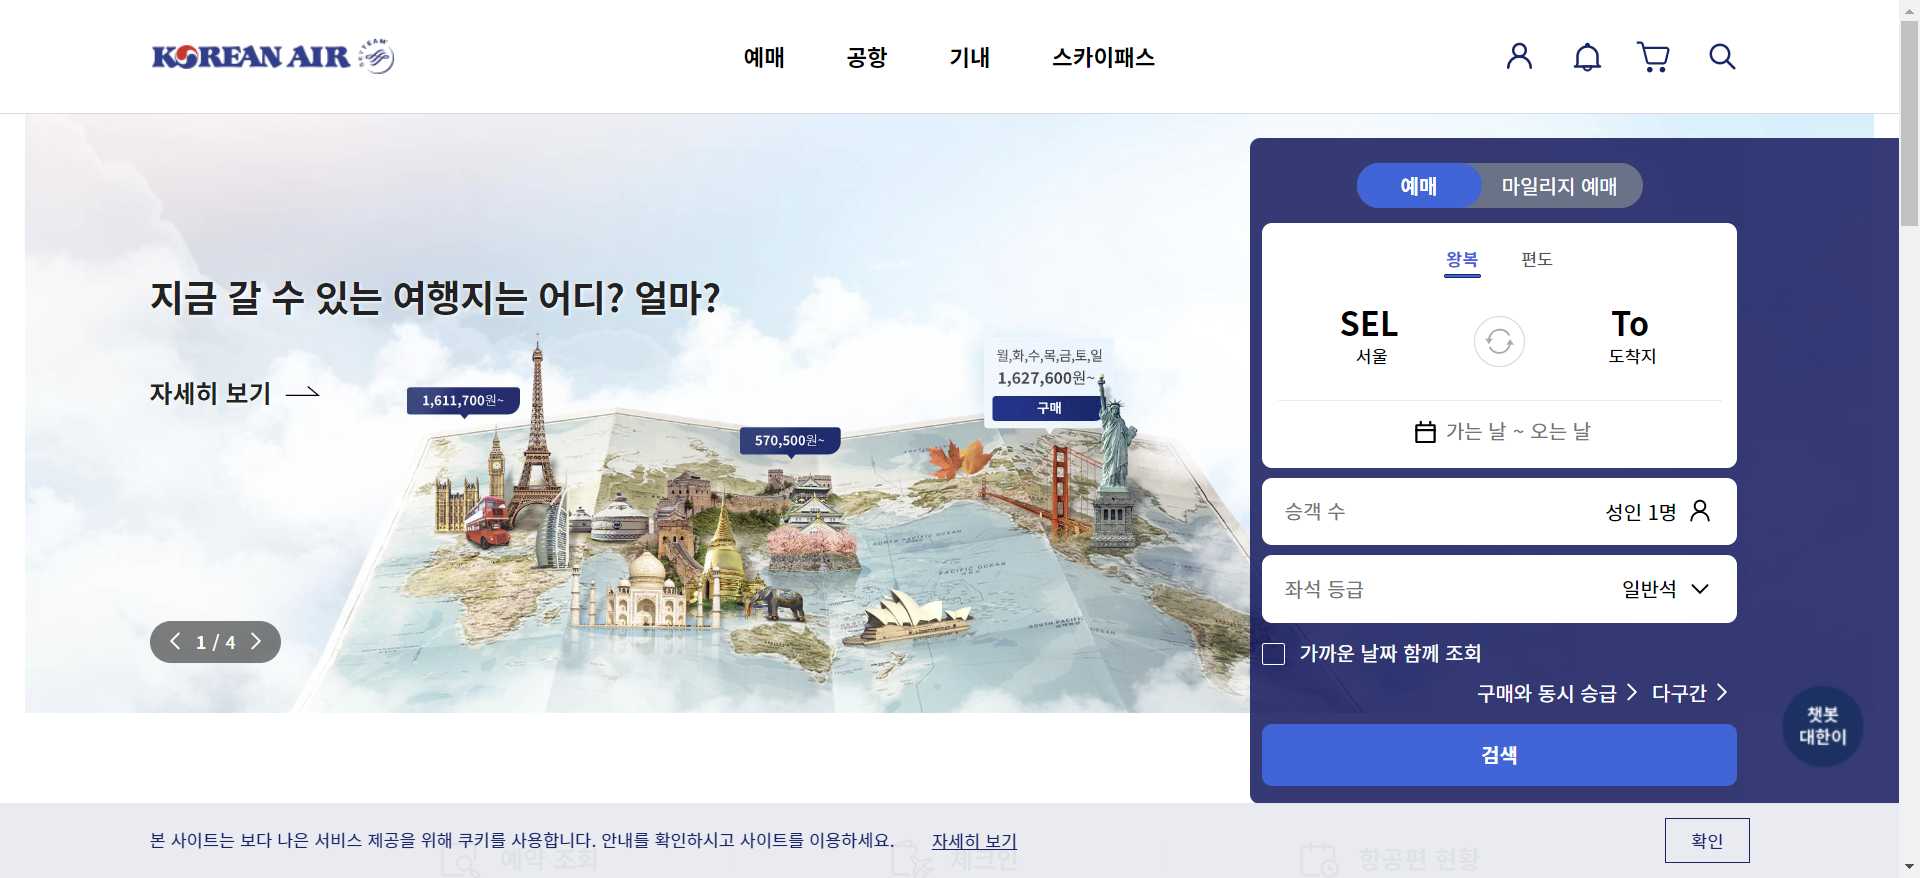 KOREAN AIR
SKYTEAM
예매
공항
기내
스카이패스
지금 갈 수 있는 여행지는 어디? 얼마?
자세히 보기
1,611,700원~
570,500원~
월,화,수,목,금,토,일
1,627,600원~
구매
NORTH PACIFIC OCEAN
PACIFIC OCEAN
SOUTH PACIFIC OCEAN
1 / 4
예매
마일리지 예매
왕복
편도
SEL
서울
To
도착지
가는 날 ~ 오는 날
승객 수
성인 1명
좌석 등급
일반석
가까운 날짜 함께 조회
구매와 동시 승급
다구간
검색
챗봇
대한이
본 사이트는 보다 나은 서비스 제공을 위해 쿠키를 사용합니다. 안내를 확인하시고 사이트를 이용하세요.
자세히 보기
확인
예약 조회
체크인
항공편 현황